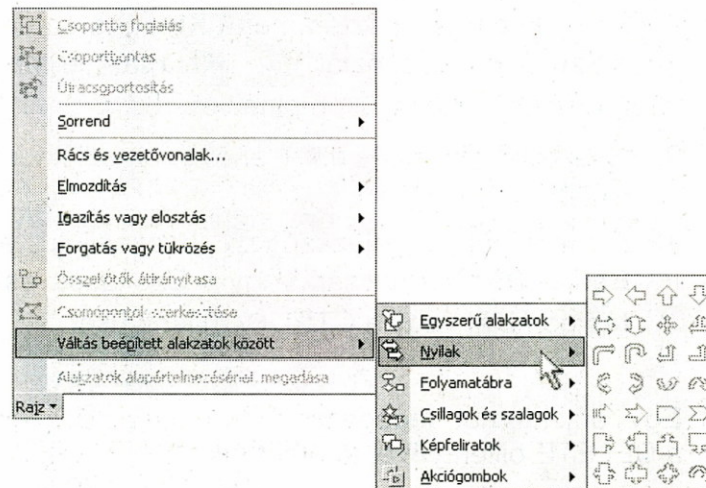 Csoportba foglalás
Csoportbontás
Újracsoportosítás
Sorrend
Rács és vezetővonalak...
Elmozdítás
Igazítás vagy elosztás
Forgatás vagy tükrözés
Összekötők átirányítása
Csomópontok szerkesztése
Váltás beépített alakzatok között
Alakzatok alapértelmezésének megadása
Rajz
Egyszerű alakzatok
Nyilak
Folyamatábra
Csillagok és szalagok
Képfeliratok
Akciógombok